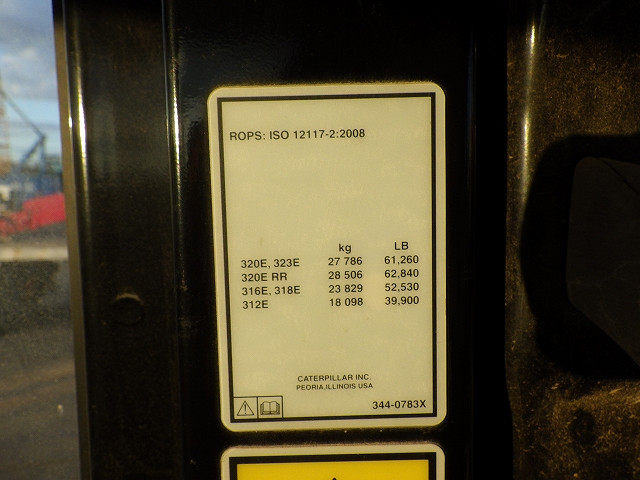 ROPS: ISO 12117-2:2008
kg LB
320E, 323E 27 786 61,260
320E RR 28 506 62,840
316E, 318E 23 829 52,530
312E 18 098 39,900
CATERPILLAR INC.
PEORIA, ILLINOIS USA
344-0783X